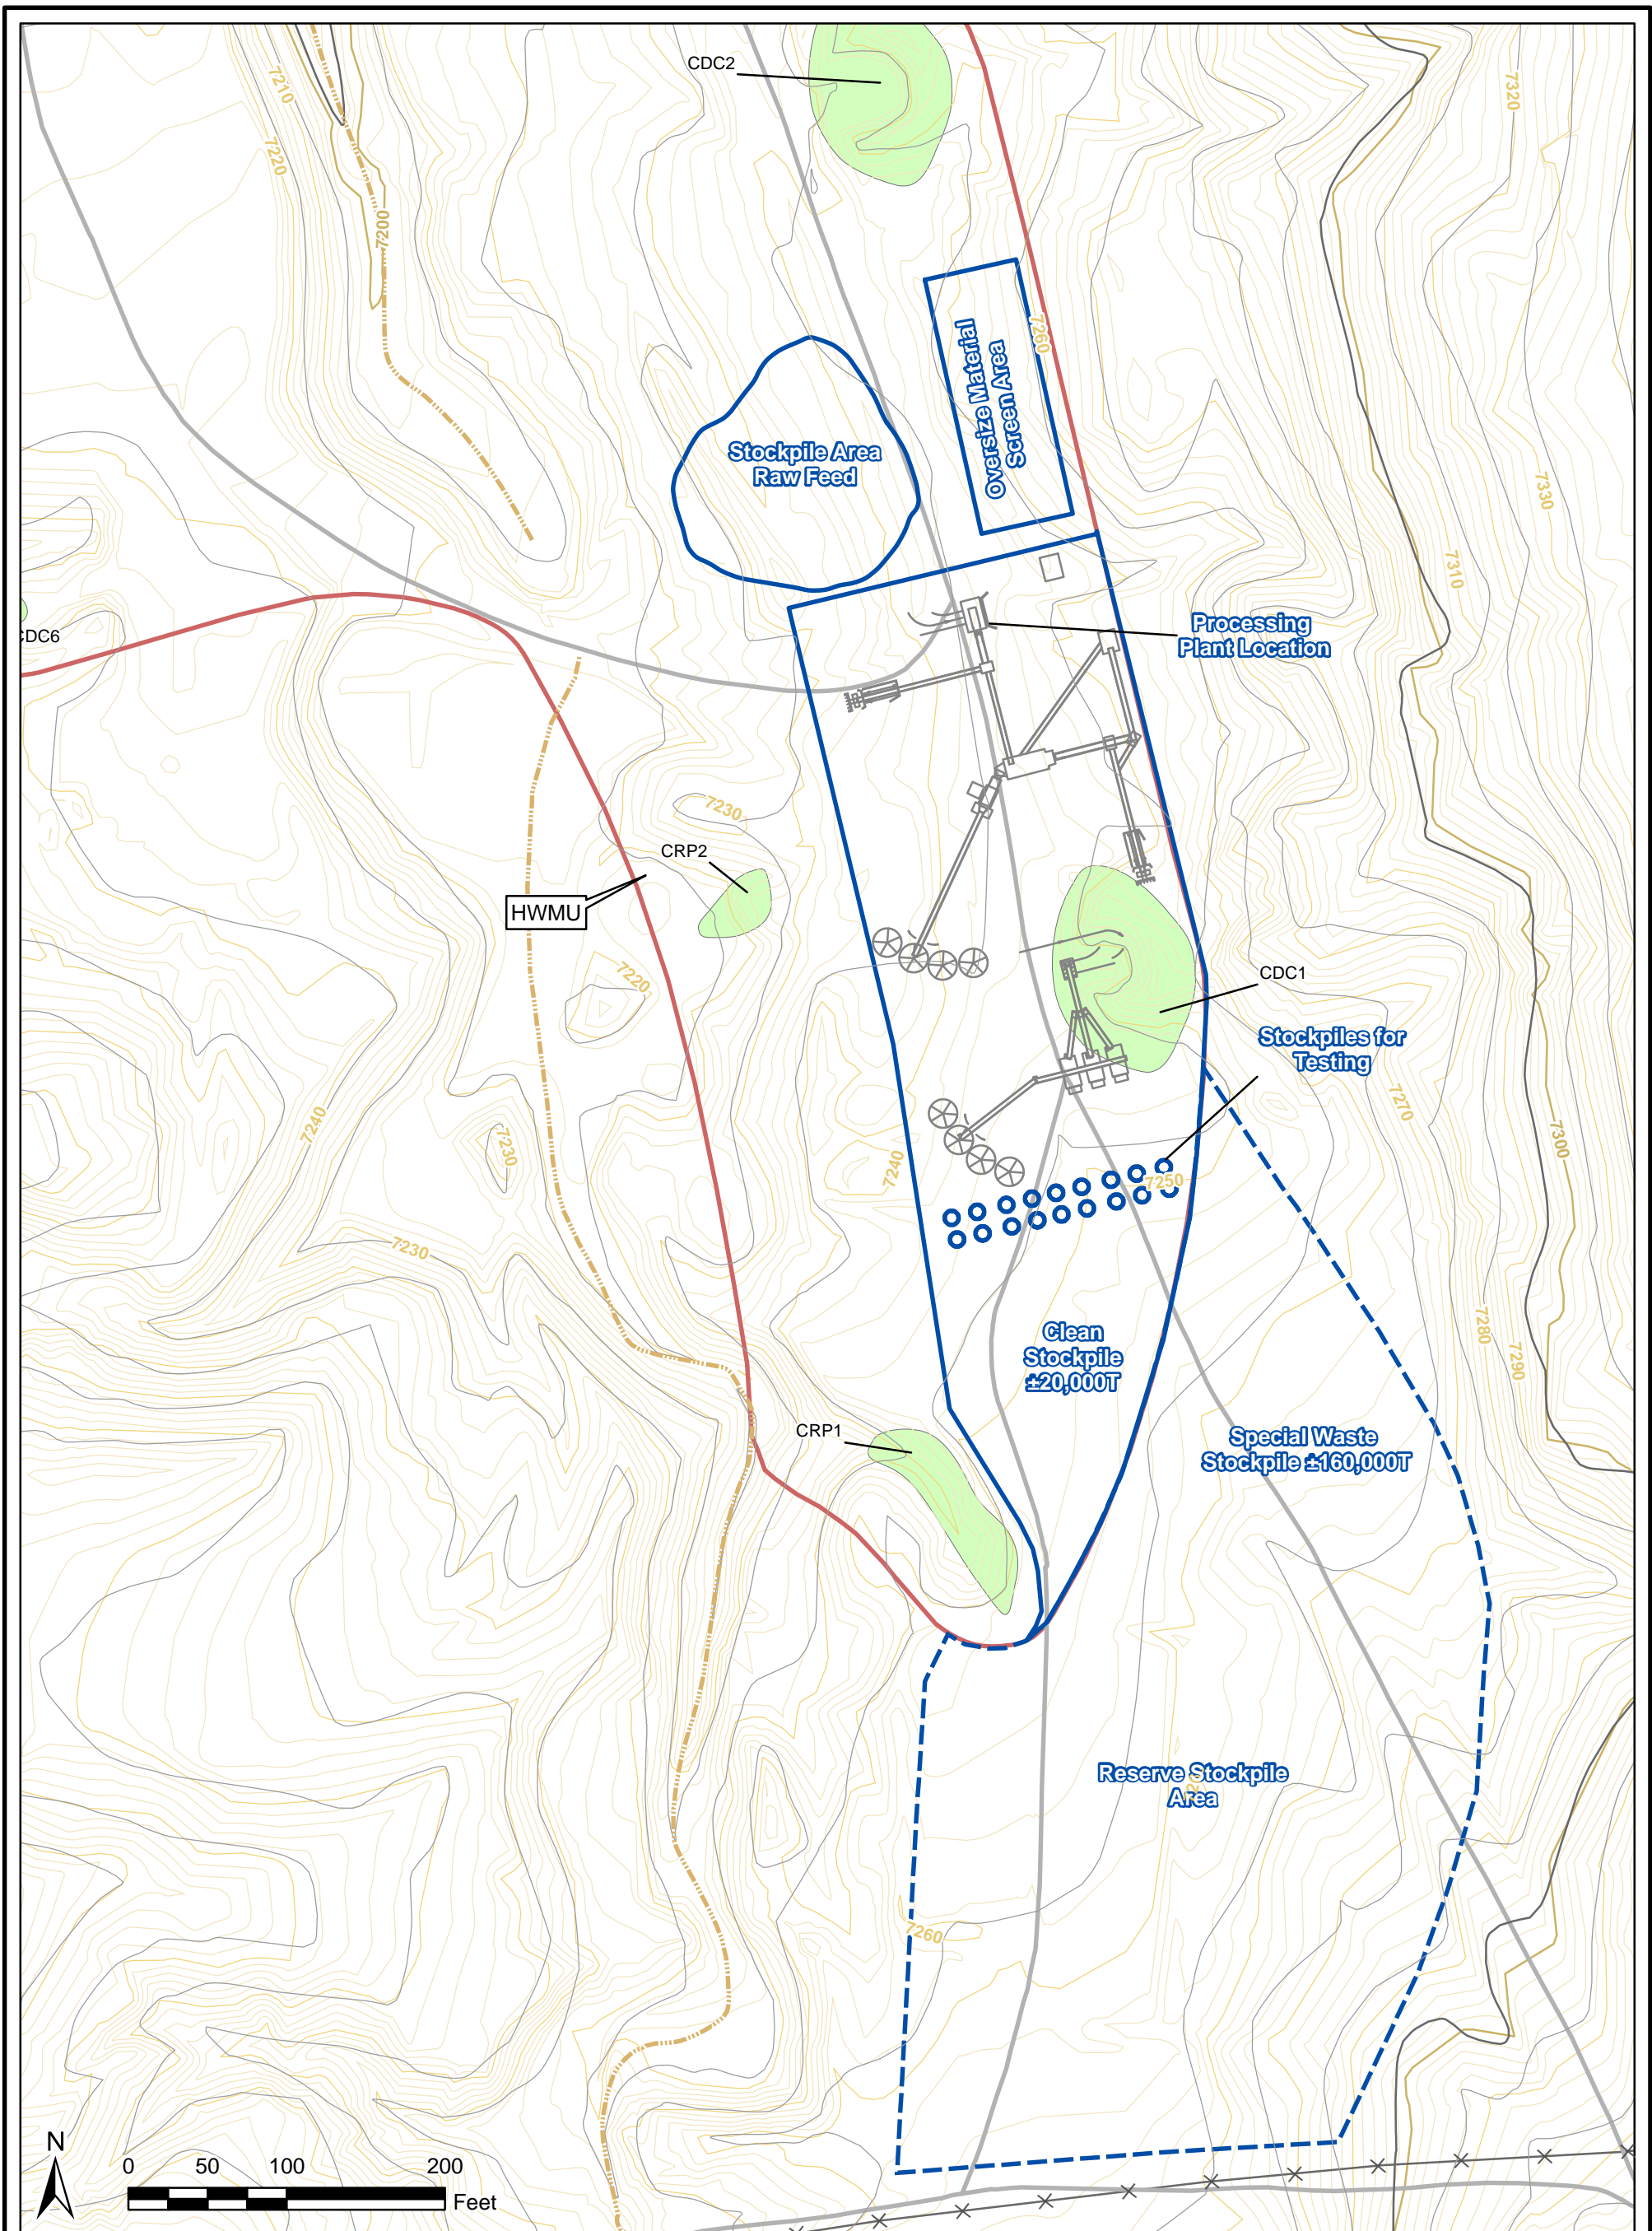 CDC2
7210
7320
7220
7200
7260
Oversize Material
Screen Area
Stockpile Area
Raw Feed
7330
7310
CDC6
Processing
Plant Location
7230
CRP2
HWMU
7220
CDC1
Stockpiles for
Testing
7270
7240
7230
7300
7240
7250
7230
Clean
Stockpile
±20,000T
7280
7290
CRP1
Special Waste
Stockpile ±160,000T
Reserve Stockpile
Area
7260
N
0 50 100 200
Feet